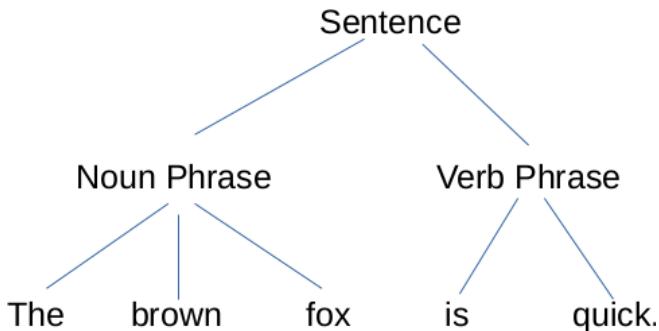 Sentence
Noun Phrase Verb Phrase
The brown fox is quick.